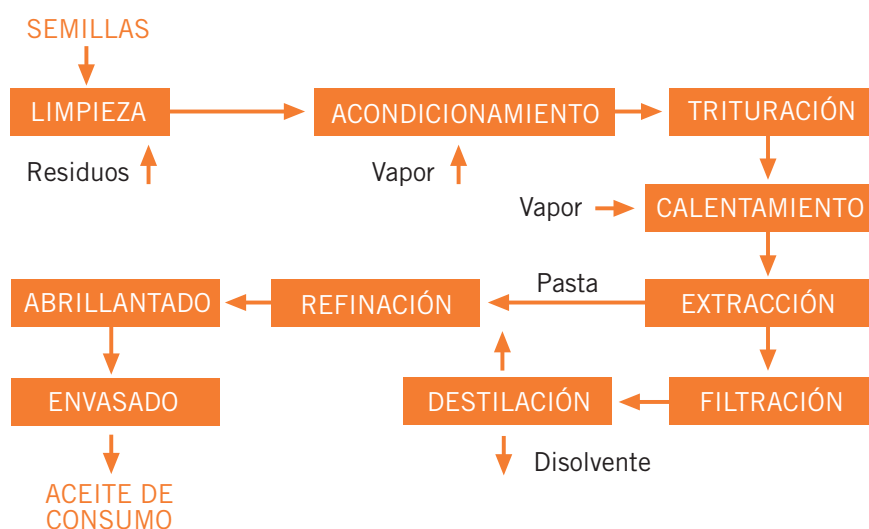 SEMILLAS
LIMPIEZA
ACONDICIONAMIENTO
TRITURACIÓN
Residuos
Vapor
Vapor
CALENTAMIENTO
Pasta
ABRILLANTADO
REFINACIÓN
EXTRACCIÓN
ENVASADO
DESTILACIÓN
FILTRACIÓN
Disolvente
ACEITE DE
CONSUMO